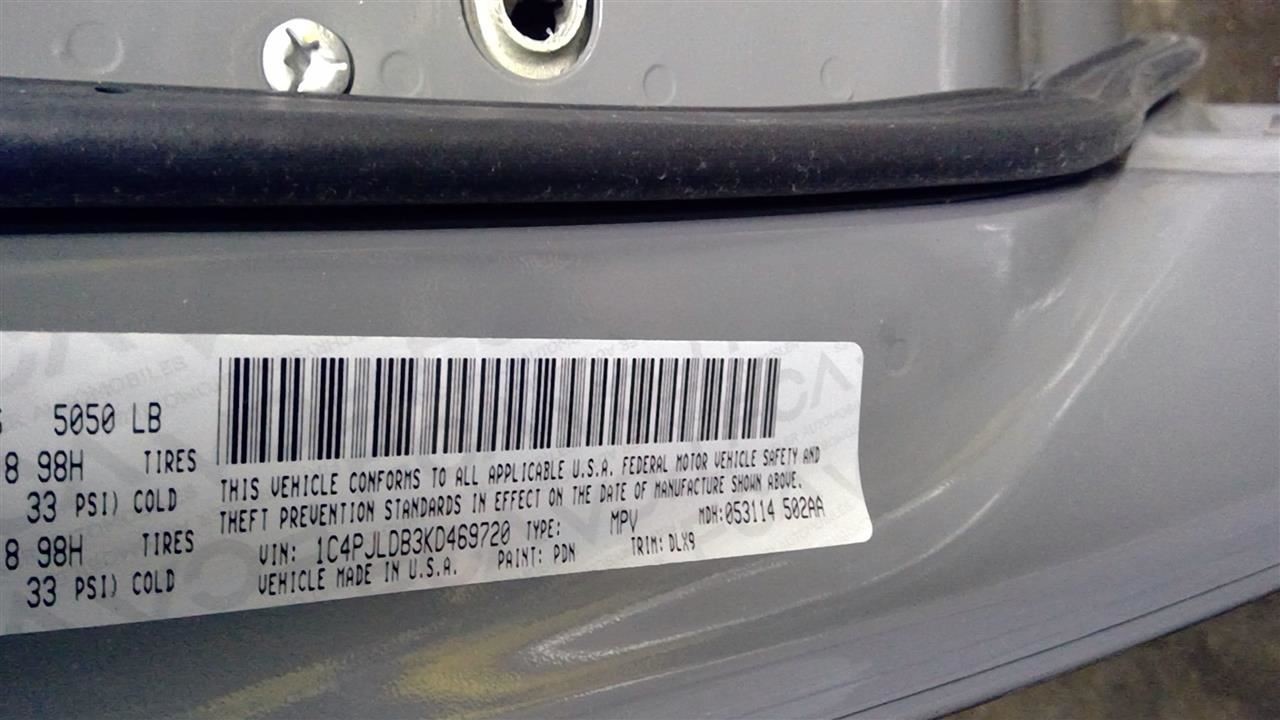 5050 LB
8 98H TIRES
33 PSI) COLD
8 98H TIRES
33 PSI) COLD
THIS VEHICLE CONFORMS TO ALL APPLICABLE U.S.A. FEDERAL MOTOR VEHICLE SAFETY AND
THEFT PREVENTION STANDARDS IN EFFECT ON THE DATE OF MANUFACTURE SHOWN ABOVE.
VIN: 1C4PJLDB3KD469720 TYPE: MPV MDH:053114 502AA
VEHICLE MADE IN U.S.A. PAINT: PDN TRIM: DLX9